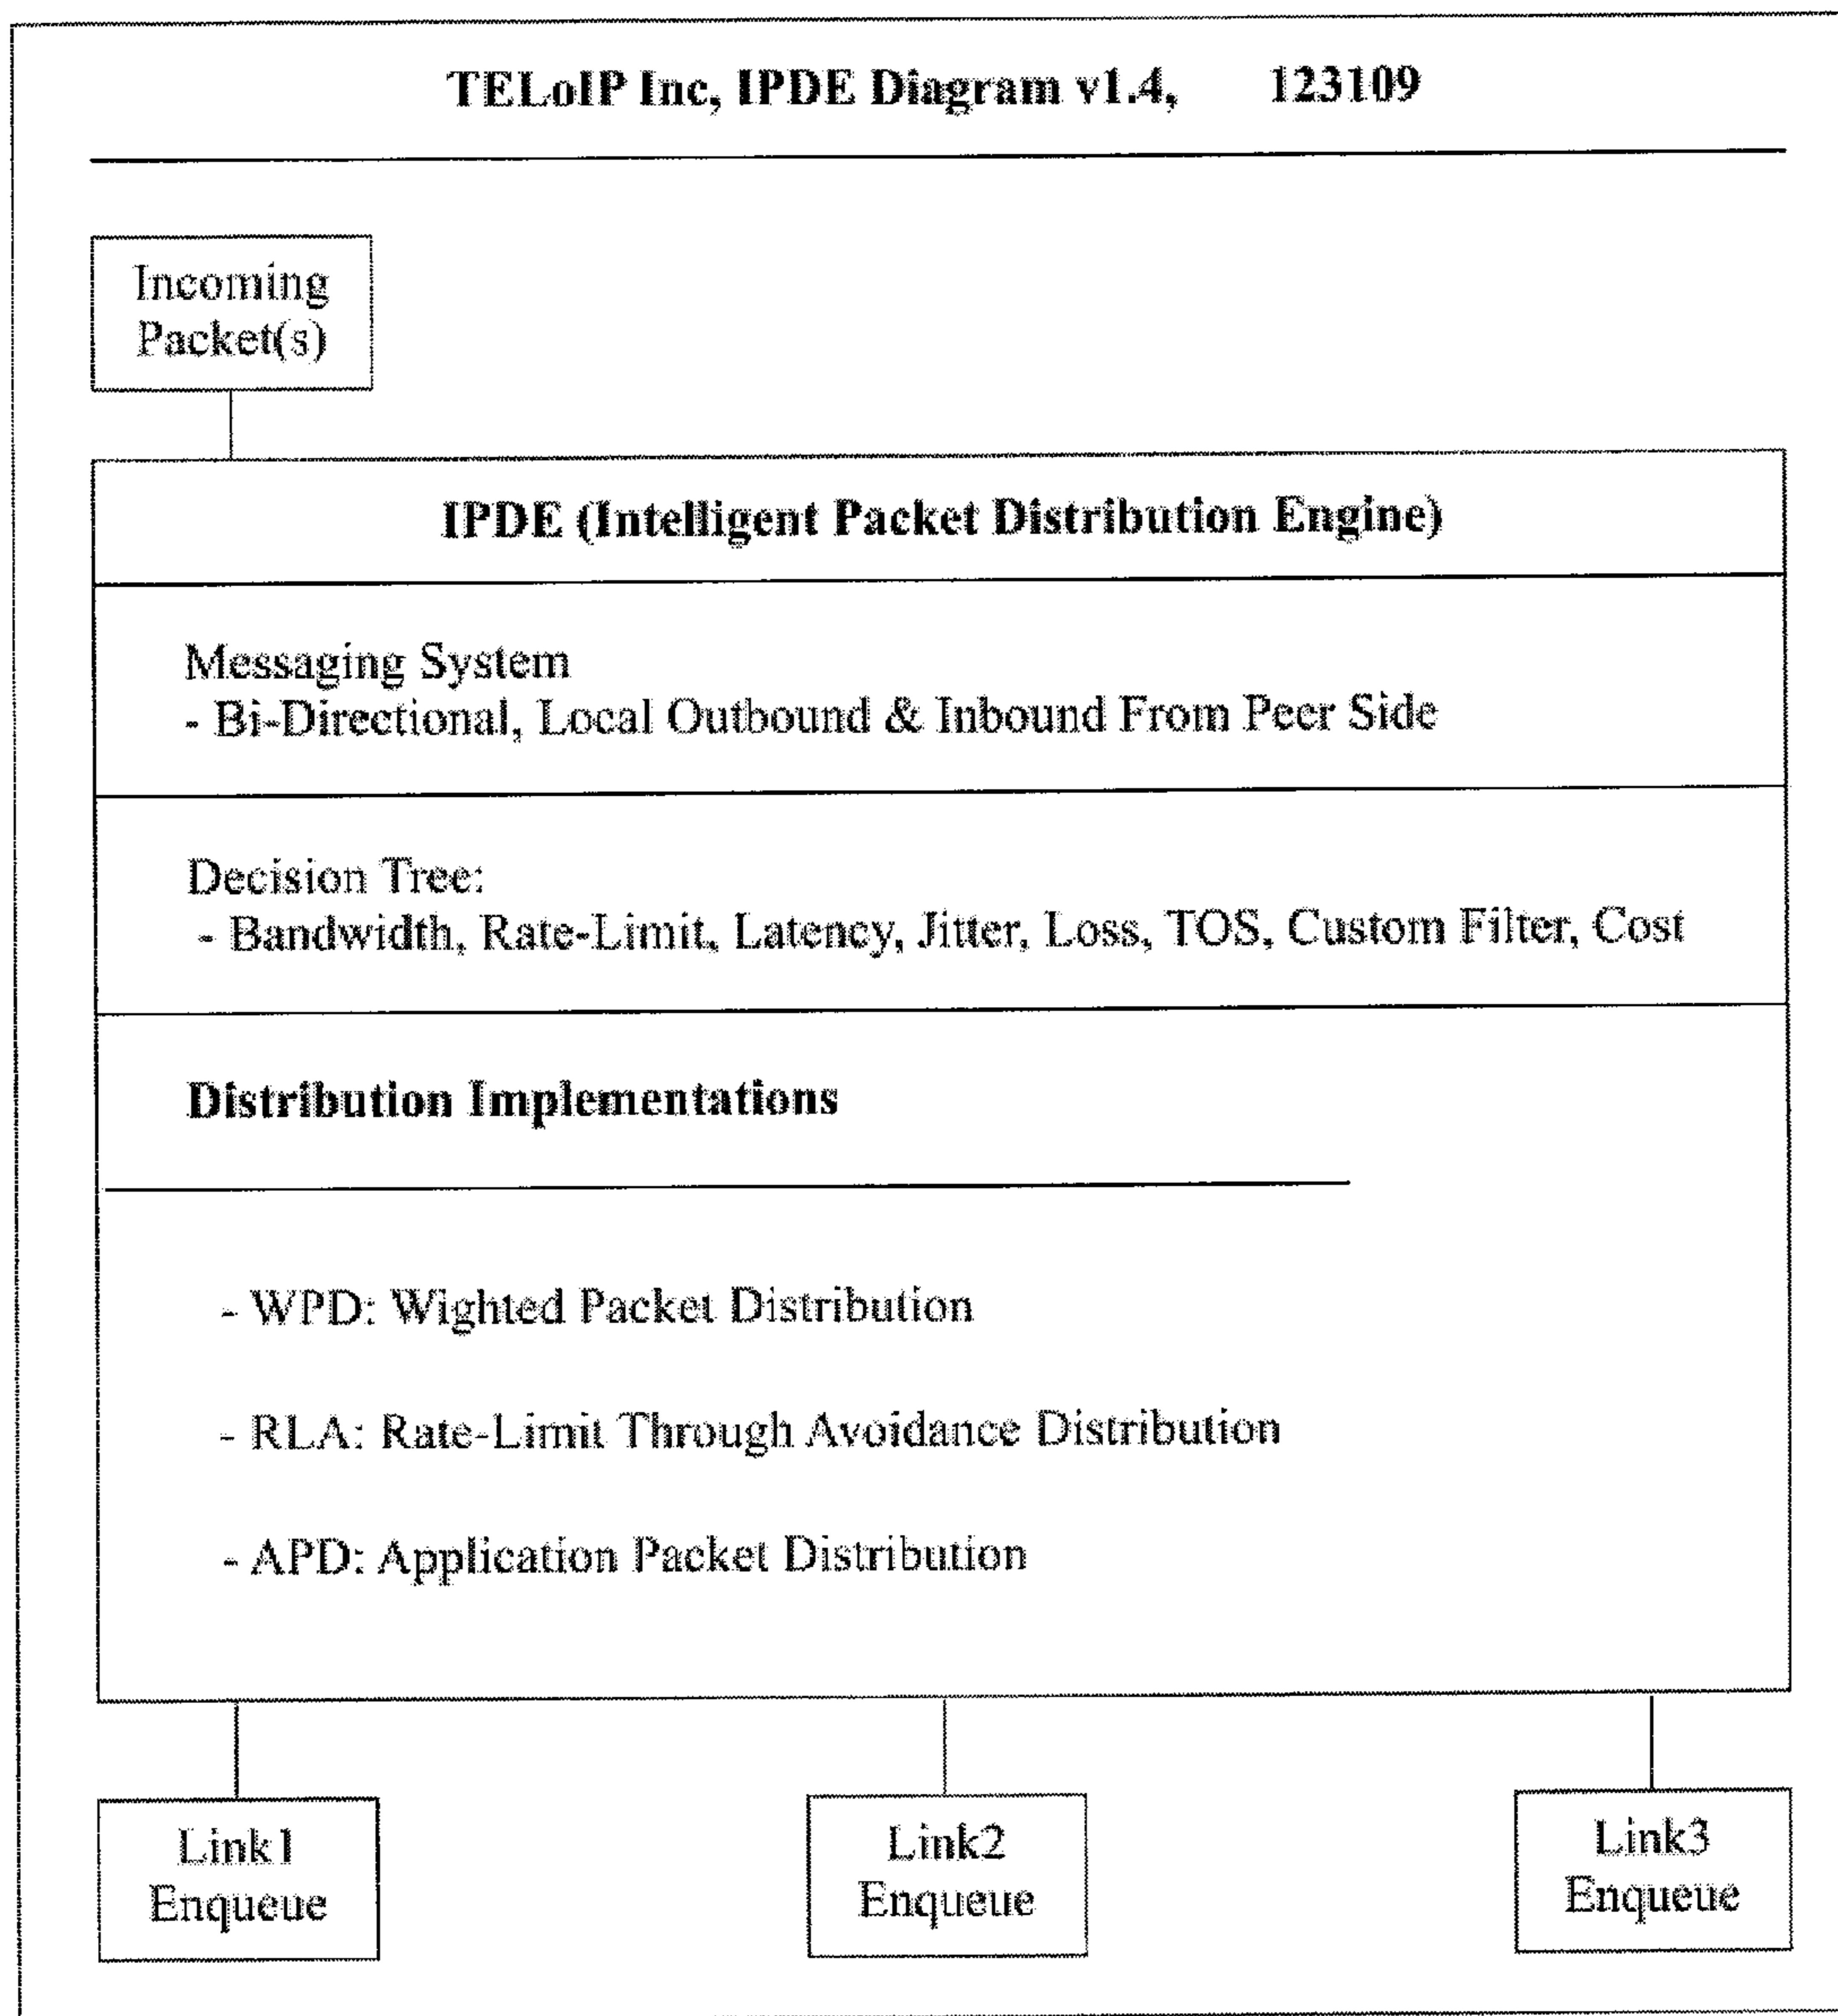 TELoIP Inc, IPDE Diagram v1.4, 123109
Incoming
Packet(s)
IPDE (Intelligent Packet Distribution Engine)
Messaging System
- Bi-Directional, Local Outbound & Inbound From Peer Side
Decision Tree:
- Bandwidth, Rate-Limit, Latency, Jitter, Loss, TOS, Custom Filter, Cost
Distribution Implementations
- WPD: Wighted Packet Distribution
- RLA: Rate-Limit Through Avoidance Distribution
- APD: Application Packet Distribution
Link1
Enqueue
Link2
Enqueue
Link3
Enqueue